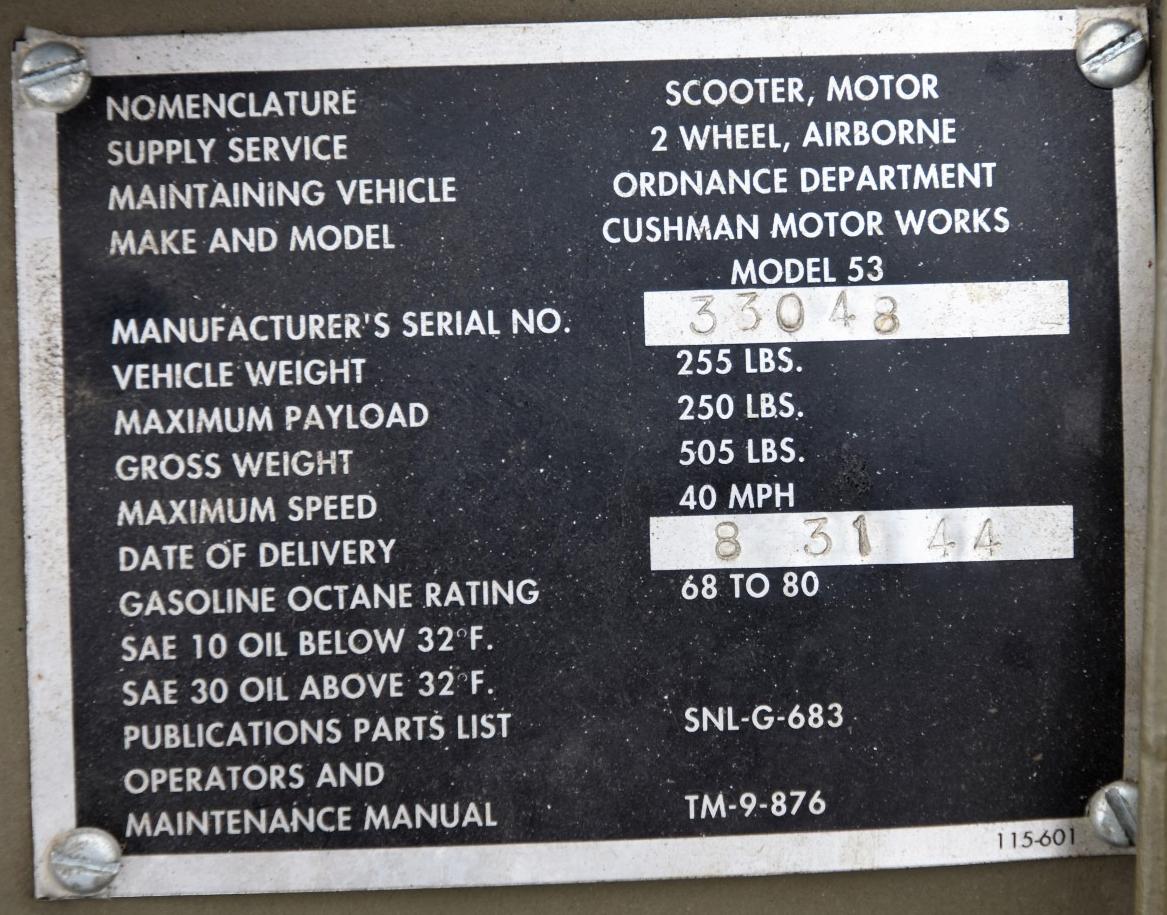 NOMENCLATURE SCOOTER, MOTOR
SUPPLY SERVICE 2 WHEEL, AIRBORNE
MAINTAINING VEHICLE ORDNANCE DEPARTMENT
MAKE AND MODEL CUSHMAN MOTOR WORKS
MODEL 53
MANUFACTURER'S SERIAL NO. 33048
VEHICLE WEIGHT 255 LBS.
MAXIMUM PAYLOAD 250 LBS.
GROSS WEIGHT 505 LBS.
MAXIMUM SPEED 40 MPH
DATE OF DELIVERY 8 31 44
GASOLINE OCTANE RATING 68 TO 80
SAE 10 OIL BELOW 32°F.
SAE 30 OIL ABOVE 32°F.
PUBLICATIONS PARTS LIST SNL-G-683
OPERATORS AND
MAINTENANCE MANUAL TM-9-876
115-601